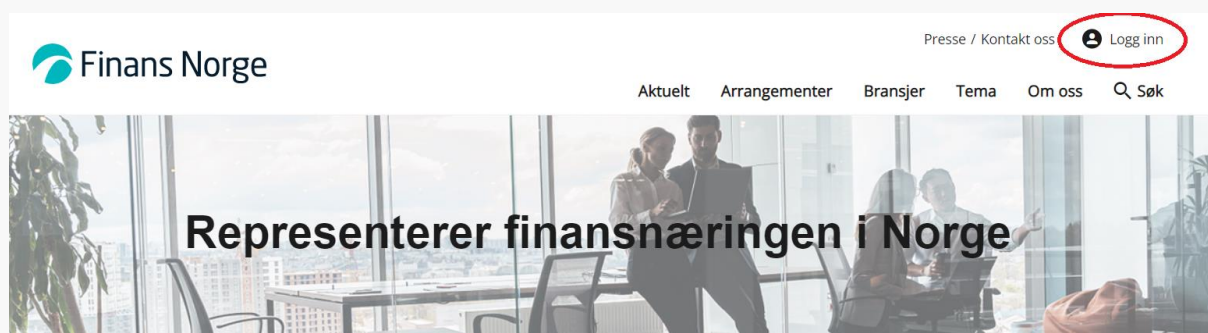 Presse / Kontakt oss Logg inn
Finans Norge
Aktuelt Arrangementer Bransjer Tema Om oss Søk
Representerer finansnæringen i Norge